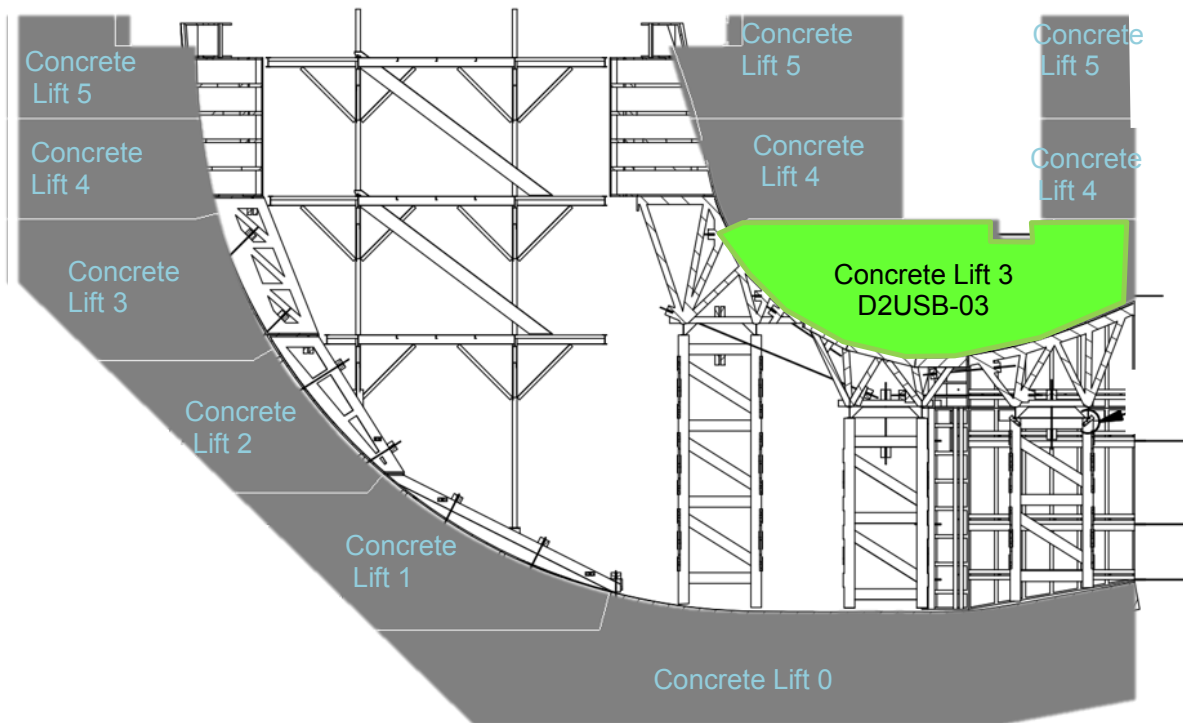 Concrete
Lift 5
Concrete
Lift 5
Concrete
Lift 5
Concrete
Lift 4
Concrete
Lift 4
Concrete
Lift 4
Concrete
Lift 3
Concrete Lift 3
D2USB-03
Concrete
Lift 2
Concrete
Lift 1
Concrete Lift 0